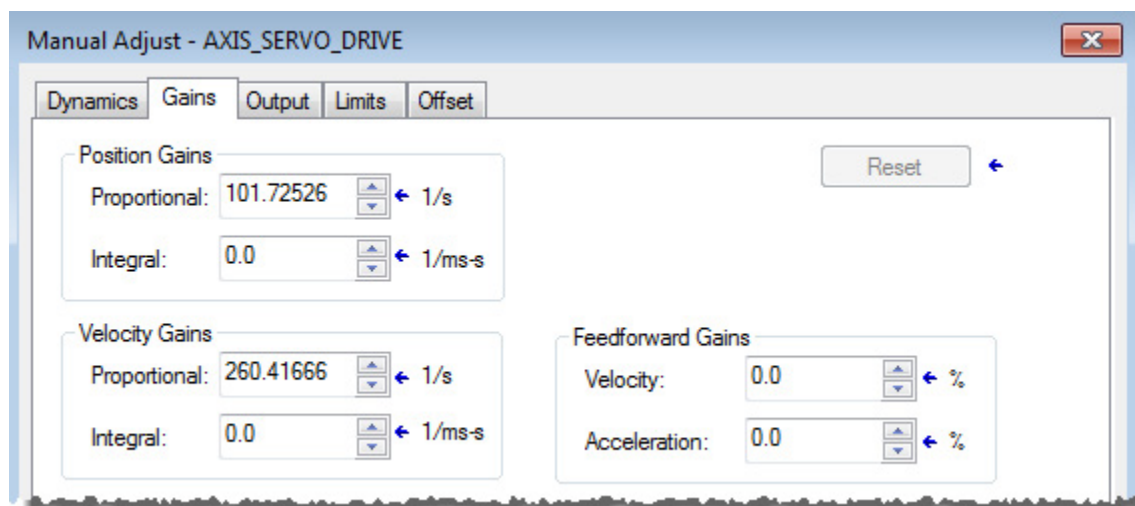 Manual Adjust - AXIS_SERVO_DRIVE
Dynamics Gains Output Limits Offset
Position Gains
Reset
Proportional: 101.72526 1/s
Integral: 0.0 1/ms-s
Velocity Gains
Proportional: 260.41666 1/s
Integral: 0.0 1/ms-s
Feedforward Gains
Velocity: 0.0 %
Acceleration: 0.0 %